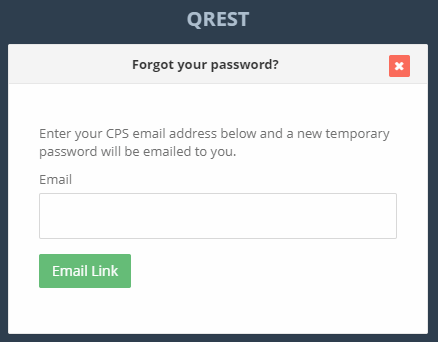 QREST
Forgot your password?
Enter your CPS email address below and a new temporary
password will be emailed to you.
Email
Email Link